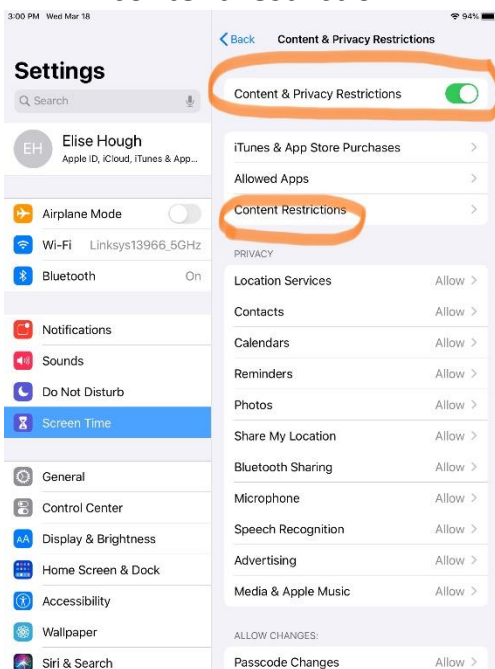 3:00 PM Wed Mar 18
94%
Settings
Search
EH
Elise Hough
Apple ID, iCloud, iTunes & App...
Airplane Mode
Wi-Fi Linksys13966_5GHz
Bluetooth On
Notifications
Sounds
Do Not Disturb
Screen Time
General
Control Center
AA Display & Brightness
Home Screen & Dock
Accessibility
Wallpaper
Siri & Search
Back Content & Privacy Restrictions
Content & Privacy Restrictions
iTunes & App Store Purchases
Allowed Apps
Content Restrictions
PRIVACY
Location Services Allow
Contacts Allow
Calendars Allow
Reminders Allow
Photos Allow
Share My Location Allow
Bluetooth Sharing Allow
Microphone Allow
Speech Recognition Allow
Advertising Allow
Media & Apple Music Allow
ALLOW CHANGES:
Passcode Changes Allow